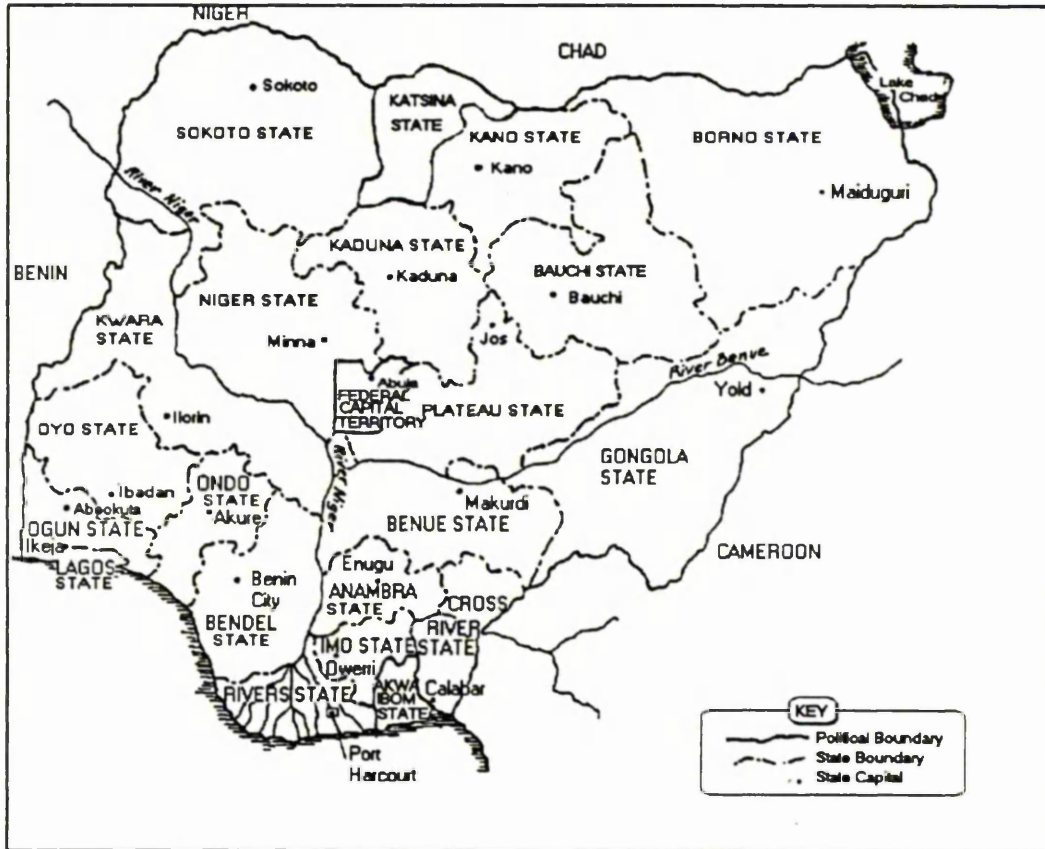 NIGER
CHAD
Lake
Chad
Sokoto
KATSINA
STATE
SOKOTO STATE
KANO STATE
BORNO STATE
Kano
River Niger
Maiduguri
KADUNA STATE
BENIN
Kaduna
BAUCHI STATE
NIGER STATE
Bauchi
KWARA
STATE
Minna
Jos
River Benue
Abuja
FEDERAL
CAPITAL
TERRITORY
PLATEAU STATE
Yold
Ilorin
OYO STATE
GONGOLA
STATE
River Niger
ONDO
STATE
Ibadan
Abeokuta
Akure
Makurdi
BENUE STATE
OGUN STATE
Ikeja
LAGOS
STATE
CAMEROON
Enugu
ANAMBRA
STATE
Benin
City
CROSS
RIVER
STATE
BENDEL
STATE
IMO STATE
Owerri
RIVERS STATE
AKWA
IBOM
STATE
Calabar
Port
Harcourt
KEY
Political Boundary
State Boundary
State Capital